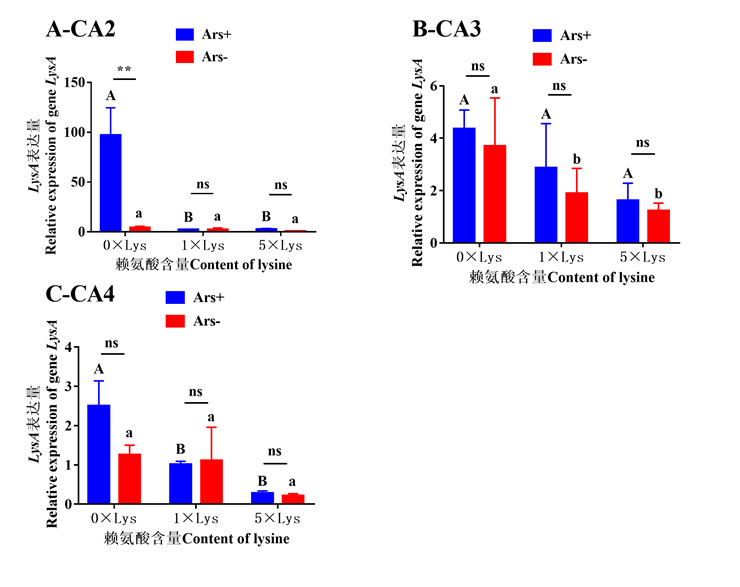 A-CA2
Ars+
Ars-
LysA表达量
Relative expression of gene LysA
150
100
50
0
**
A
a
ns
B
a
ns
B
a
0×Lys
1×Lys
5×Lys
赖氨酸含量Content of lysine
B-CA3
Ars+
Ars-
LysA表达量
Relative expression of gene LysA
6
4
2
0
ns
A
a
ns
A
b
ns
A
b
0×Lys
1×Lys
5×Lys
赖氨酸含量Content of lysine
C-CA4
Ars+
Ars-
LysA表达量
Relative expression of gene LysA
4
3
2
1
0
ns
A
a
ns
B
a
ns
B
a
0×Lys
1×Lys
5×Lys
赖氨酸含量Content of lysine